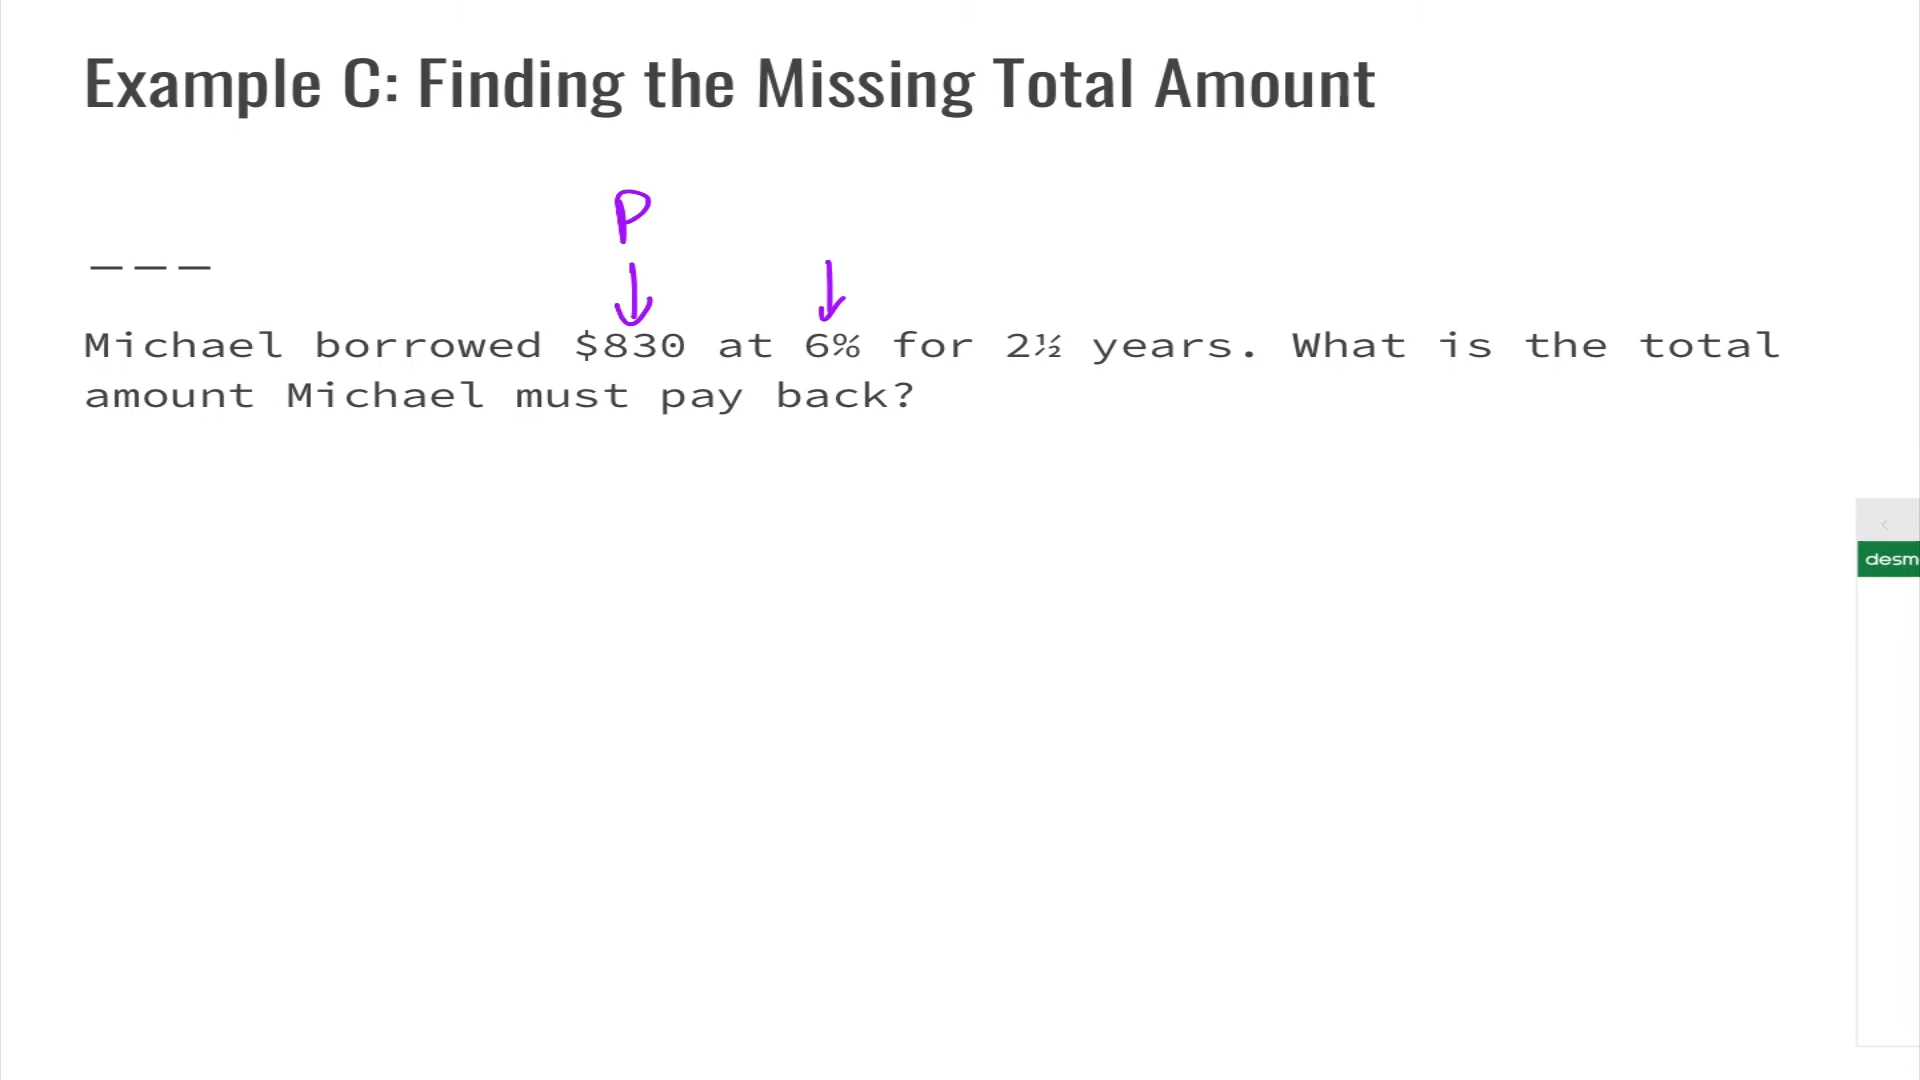 Example C: Finding the Missing Total Amount
P
Michael borrowed $830 at 6% for 2½ years. What is the total
amount Michael must pay back?
desm